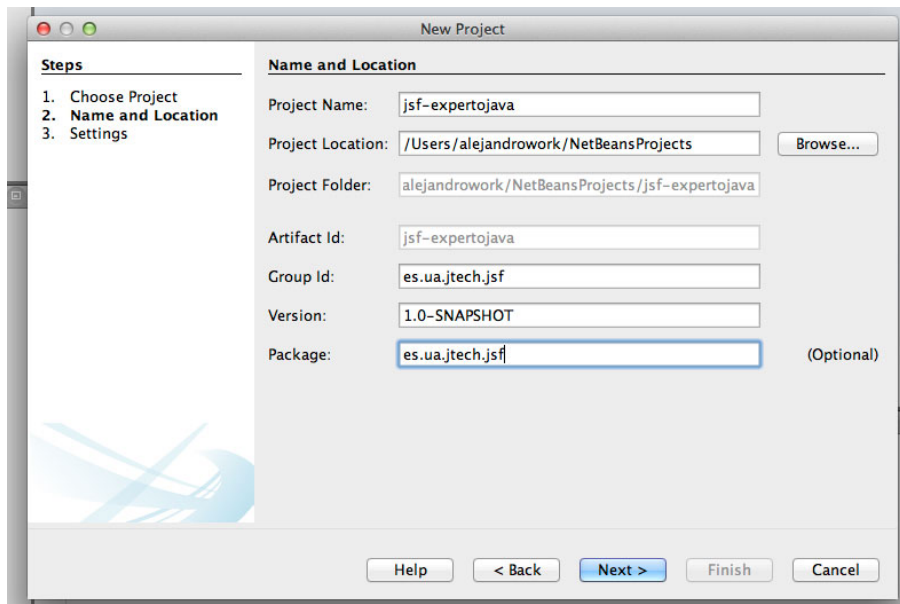 New Project
Steps
1. Choose Project
2. Name and Location
3. Settings
Name and Location
Project Name: jsf-expertojava
Project Location: /Users/alejandrowork/NetBeansProjects Browse...
Project Folder: alejandrowork/NetBeansProjects/jsf-expertojava
Artifact Id: jsf-expertojava
Group Id: es.ua.jtech.jsf
Version: 1.0-SNAPSHOT
Package: es.ua.jtech.jsf (Optional)
Help < Back Next > Finish Cancel